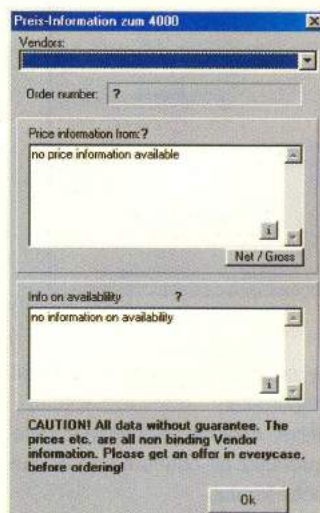 Preis-Information zum 4000
Vendors:
Order number: ?
Price information from:?
no price information available
i
Net / Gross
Info on availability ?
no information on availability
i
CAUTION! All data without guarantee. The
prices etc. are all non binding Vendor
information. Please get an offer in everycase,
before ordering!
Ok